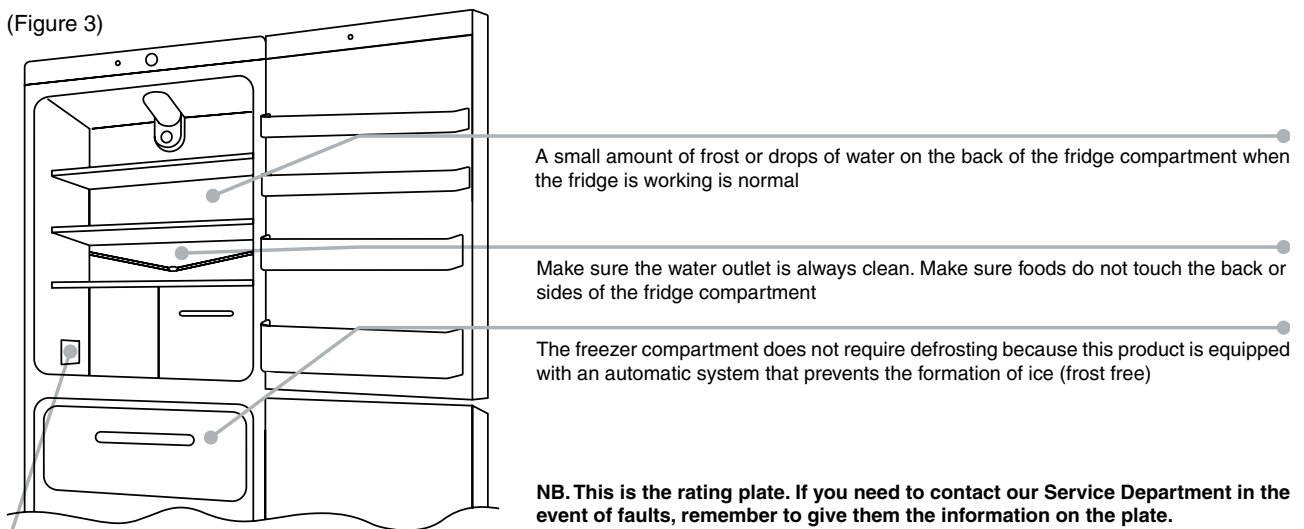 (Figure 3)
A small amount of frost or drops of water on the back of the fridge compartment when
the fridge is working is normal
Make sure the water outlet is always clean. Make sure foods do not touch the back or
sides of the fridge compartment
The freezer compartment does not require defrosting because this product is equipped
with an automatic system that prevents the formation of ice (frost free)
NB. This is the rating plate. If you need to contact our Service Department in the
event of faults, remember to give them the information on the plate.